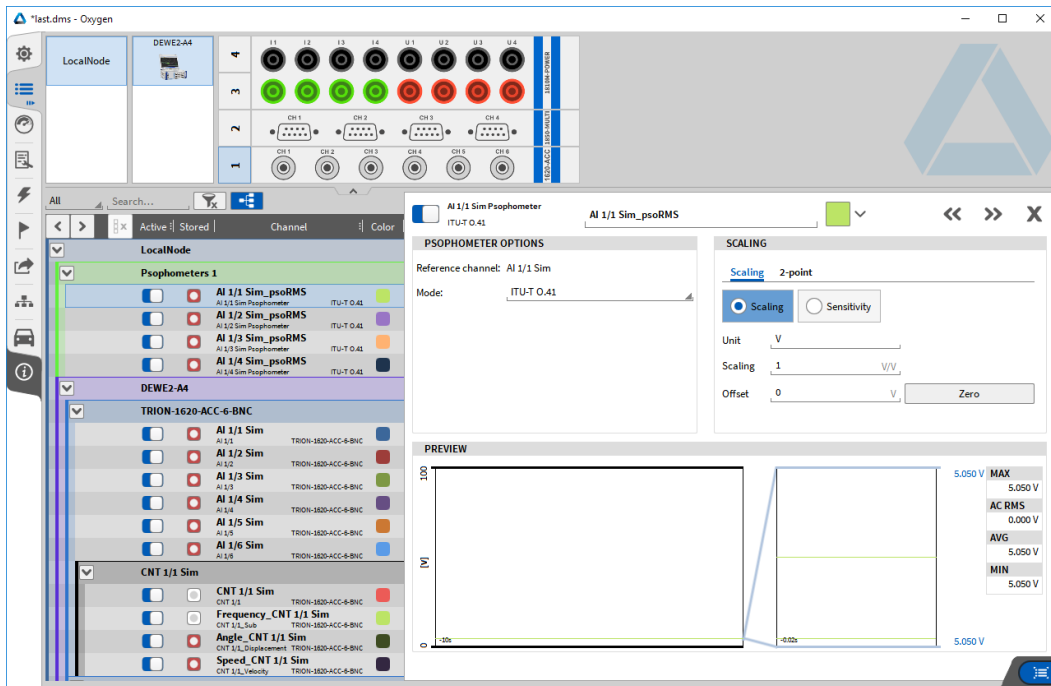 *last.dms - Oxygen
LocalNode
DEWE2-A4
4
I 1 I 2 I 3 I 4 U 1 U 2 U 3 U 4
1810M-POWER
3
2
CH 1 CH 2 CH 3 CH 4
1850-MULTI
1
CH 1 CH 2 CH 3 CH 4 CH 5 CH 6
1620-ACC
All
Search...
Active Stored Channel Color
LocalNode
Psophometers 1
AI 1/1 Sim_psoRMS
AI 1/1 Sim Psophometer ITU-T O.41
AI 1/2 Sim_psoRMS
AI 1/2 Sim Psophometer ITU-T O.41
AI 1/3 Sim_psoRMS
AI 1/3 Sim Psophometer ITU-T O.41
AI 1/4 Sim_psoRMS
AI 1/4 Sim Psophometer ITU-T O.41
DEWE2-A4
TRION-1620-ACC-6-BNC
AI 1/1 Sim
AI 1/1 TRION-1620-ACC-6-BNC
AI 1/2 Sim
AI 1/2 TRION-1620-ACC-6-BNC
AI 1/3 Sim
AI 1/3 TRION-1620-ACC-6-BNC
AI 1/4 Sim
AI 1/4 TRION-1620-ACC-6-BNC
AI 1/5 Sim
AI 1/5 TRION-1620-ACC-6-BNC
AI 1/6 Sim
AI 1/6 TRION-1620-ACC-6-BNC
CNT 1/1 Sim
CNT 1/1 Sim
CNT 1/1 TRION-1620-ACC-6-BNC
Frequency_CNT 1/1 Sim
CNT 1/1_Sub TRION-1620-ACC-6-BNC
Angle_CNT 1/1 Sim
CNT 1/1_Displacement TRION-1620-ACC-6-BNC
Speed_CNT 1/1 Sim
CNT 1/1_Velocity TRION-1620-ACC-6-BNC
AI 1/1 Sim Psophometer
ITU-T O.41
AI 1/1 Sim_psoRMS
PSOPHOMETER OPTIONS
Reference channel: AI 1/1 Sim
Mode: ITU-T O.41
SCALING
Scaling 2-point
Scaling Sensitivity
Unit V
Scaling 1 V/V
Offset 0 V Zero
PREVIEW
100
[V]
0
-10s
-0.02s
5.050 V
5.050 V
MAX
5.050 V
AC RMS
0.000 V
AVG
5.050 V
MIN
5.050 V